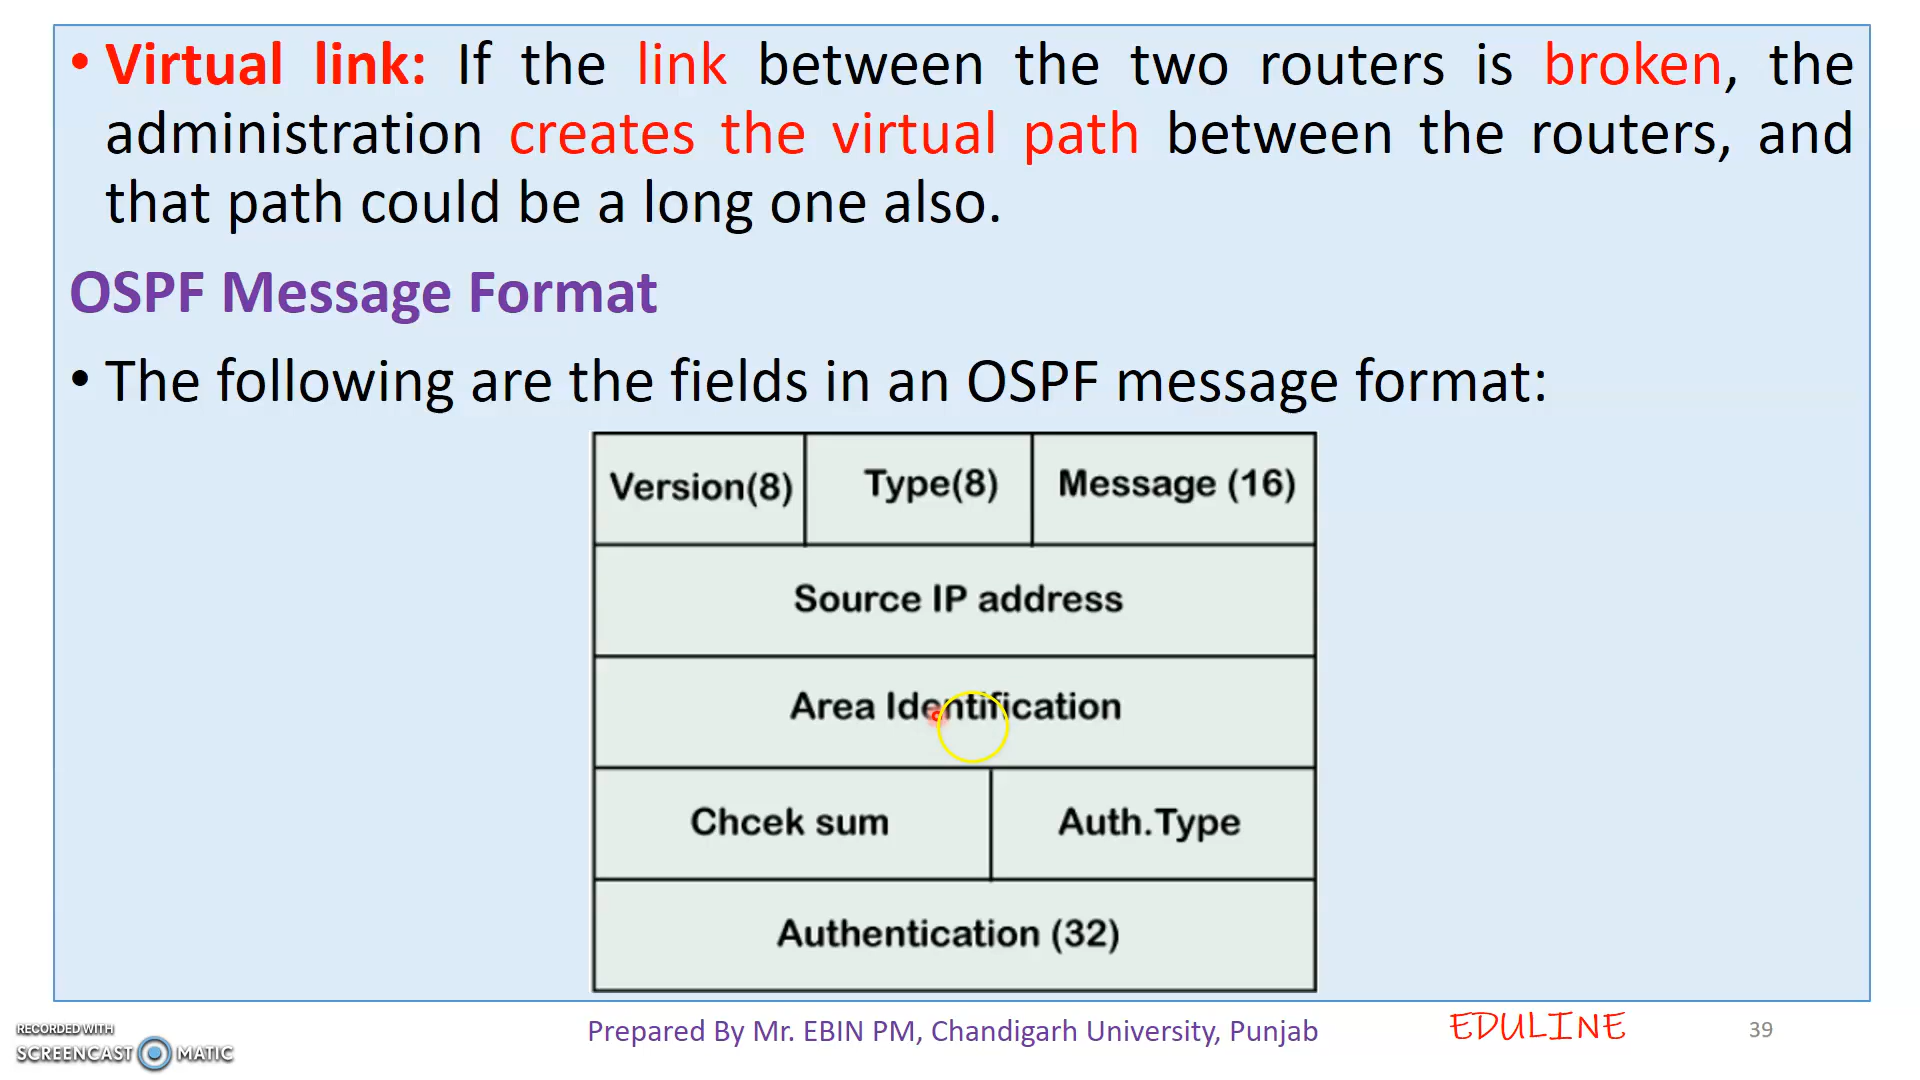 • Virtual link: If the link between the two routers is broken, the
administration creates the virtual path between the routers, and
that path could be a long one also.
OSPF Message Format
• The following are the fields in an OSPF message format:
Version(8) Type(8) Message (16)
Source IP address
Area Identification
Chcek sum Auth.Type
Authentication (32)
RECORDED WITH
SCREENCAST MATIC
Prepared By Mr. EBIN PM, Chandigarh University, Punjab EDULINE 39